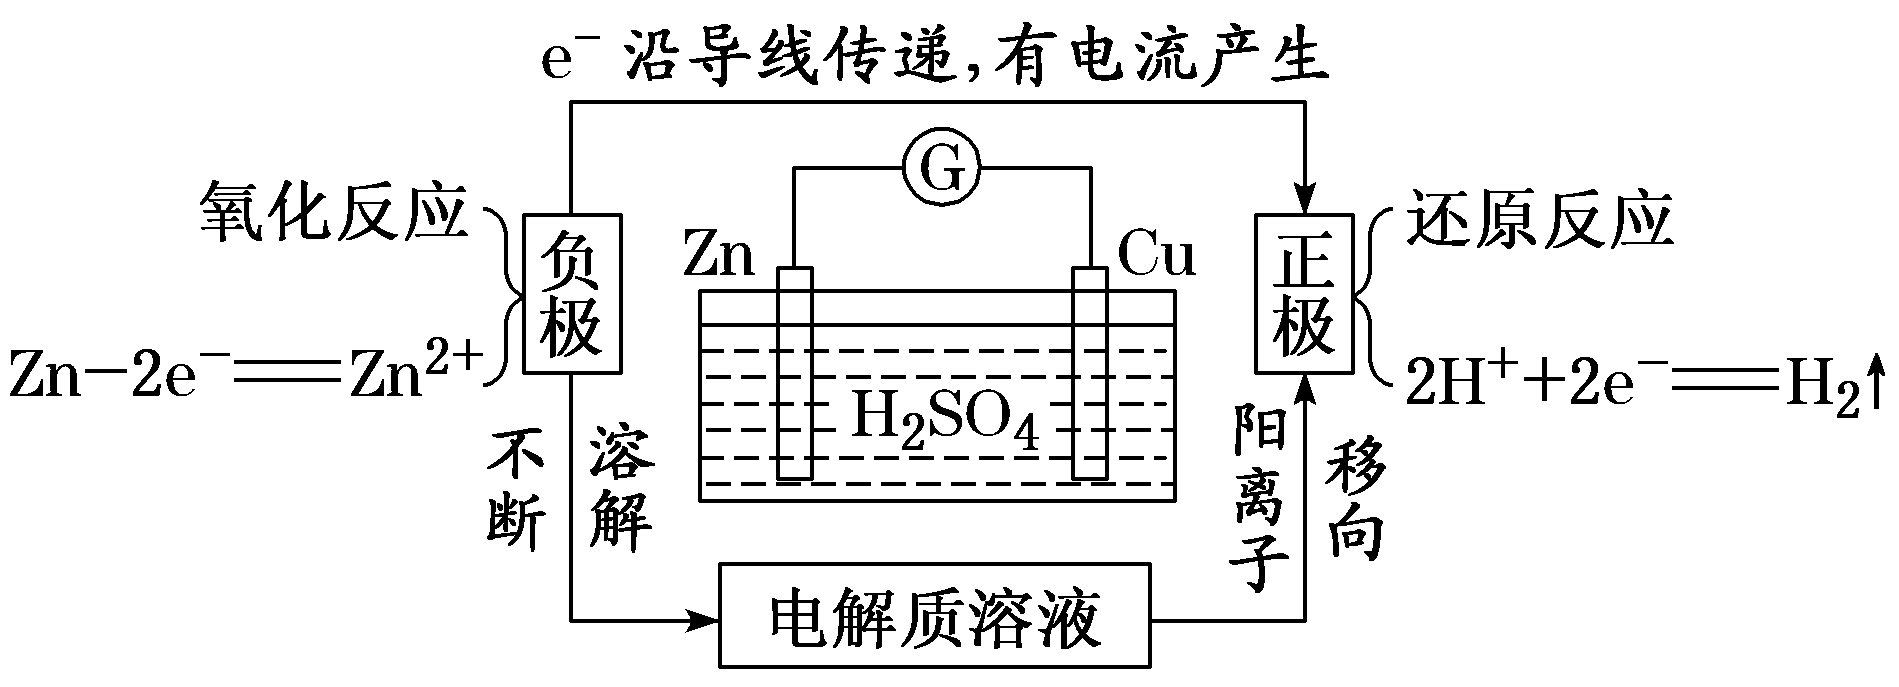 e⁻ 沿导线传递,有电流产生
G
氧化反应
负极
Zn
Cu
正极
还原反应
Zn−2e⁻══Zn²⁺
H₂SO₄
2H⁺+2e⁻══H₂↑
不断
溶解
阳离子
移向
电解质溶液